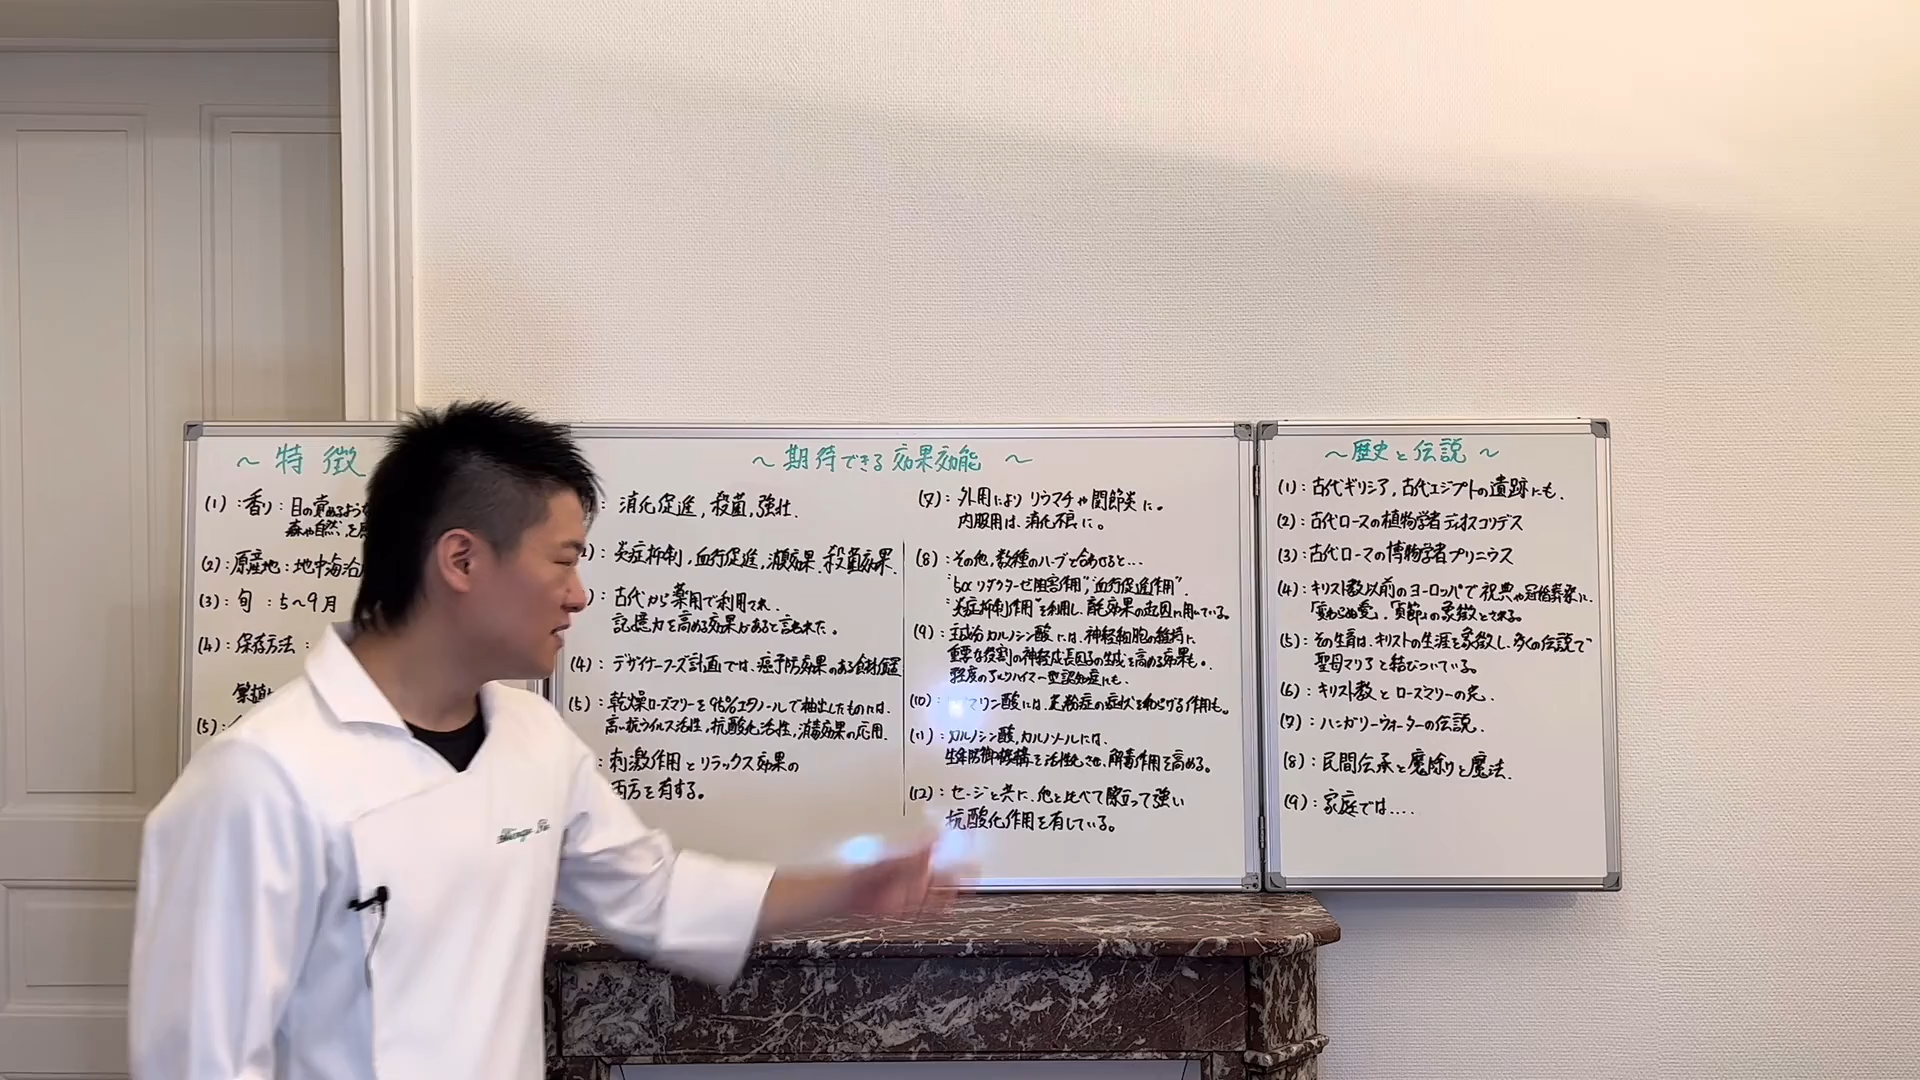 ～特徴
(1):香り:目の覚めるような
森や自然を感
(2):原産地:地中海沿
(3):旬:5～9月
(4):保存方法:
繁殖
(5):
～期待できる効果効能～
:消化促進,殺菌,強壮.
:炎症抑制,血行促進,消臭効果,殺菌効果.
:古代から薬用で利用され.
記憶力を高める効果があると言われた。
(4):デザイナーフーズ計画では、癌予防効果のある食材位置
(5):乾燥ローズマリーを95%エタノールで抽出したものには,
高い抗ウイルス活性,抗酸化活性,消毒効果の応用.
:刺激作用とリラックス効果の
両方を有する。
(7):外用によりリウマチや関節炎に。
内服用は、消化不良に。
(8):その他,数種のハーブと合わせると...
"5αリダクターゼ阻害作用","血行促進作用".
"炎症抑制作用"を利用し、育毛効果の起因に用いている。
(9):主成分カルノシン酸には、神経細胞の維持に
重要な役割の神経成長因子の生成を高める効果も。
軽度のアルツハイマー型認知症にも.
(10):マリン酸には、花粉症の症状を和らげる作用も。
(11):カルノシン酸,カルノソールには.
生体防御機構を活性化させ,解毒作用を高める。
(12):セージと共に、他と比べて際立って強い
抗酸化作用を有している。
～歴史と伝説～
(1):古代ギリシア,古代エジプトの遺跡にも.
(2):古代ローマの植物学者ディオスコリデス
(3):古代ローマの博物学者プリニウス
(4):キリスト教以前のヨーロッパで祝典や冠婚葬祭に.
「変わらぬ愛」,「貞節」の象徴とされる。
(5):その生育は、キリストの生涯を象徴し、多くの伝説で
聖母マリアと結びついている。
(6):キリスト教とローズマリーの花.
(7):ハンガリーウォーターの伝説.
(8):民間伝承と魔除りと魔法.
(9):家庭では....